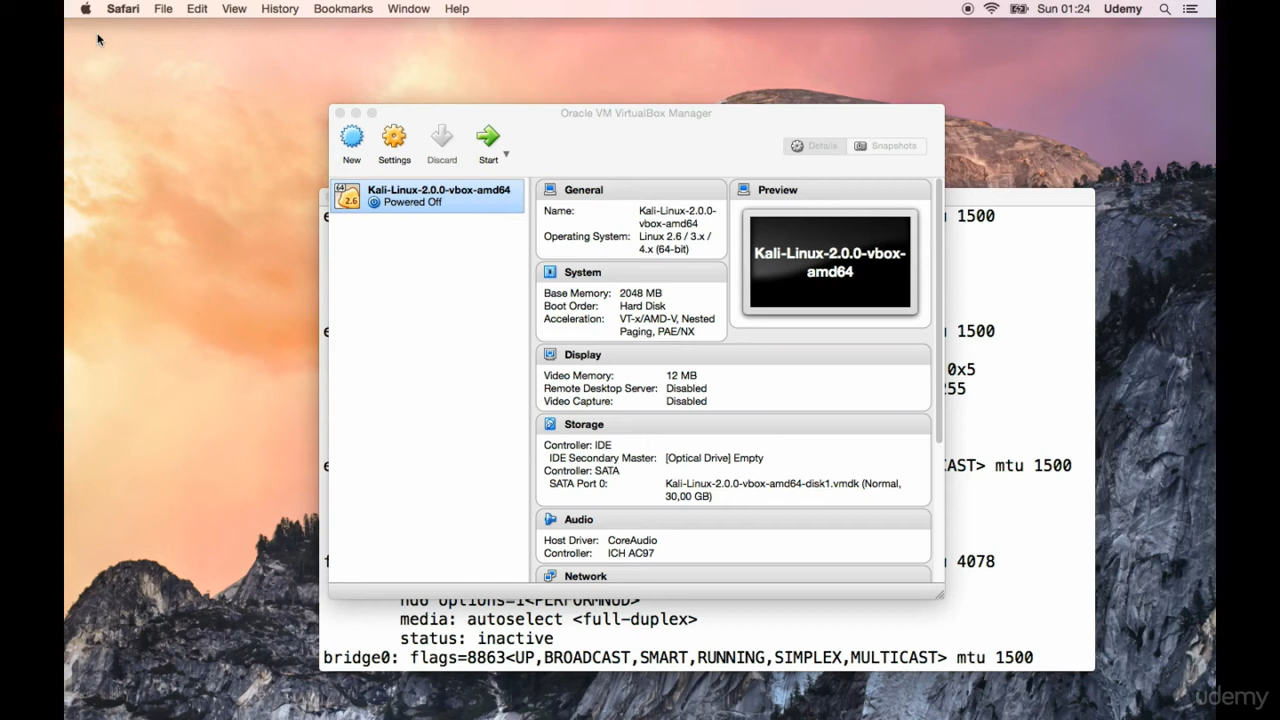 Safari File Edit View History Bookmarks Window Help Sun 01:24 Udemy
Oracle VM VirtualBox Manager
New Settings Discard Start Details Snapshots
64
2.6
Kali-Linux-2.0.0-vbox-amd64
Powered Off
General
Name: Kali-Linux-2.0.0-
vbox-amd64
Operating System: Linux 2.6 / 3.x /
4.x (64-bit)
System
Base Memory: 2048 MB
Boot Order: Hard Disk
Acceleration: VT-x/AMD-V, Nested
Paging, PAE/NX
Preview
Kali-Linux-2.0.0-vbox-
amd64
Display
Video Memory: 12 MB
Remote Desktop Server: Disabled
Video Capture: Disabled
Storage
Controller: IDE
IDE Secondary Master: [Optical Drive] Empty
Controller: SATA
SATA Port 0: Kali-Linux-2.0.0-vbox-amd64-disk1.vmdk (Normal,
30,00 GB)
Audio
Host Driver: CoreAudio
Controller: ICH AC97
Network
1500
1500
0x5
255
CAST> mtu 1500
4078
nd6 options=1<PERFORMNUD>
media: autoselect <full-duplex>
status: inactive
bridge0: flags=8863<UP,BROADCAST,SMART,RUNNING,SIMPLEX,MULTICAST> mtu 1500
udemy